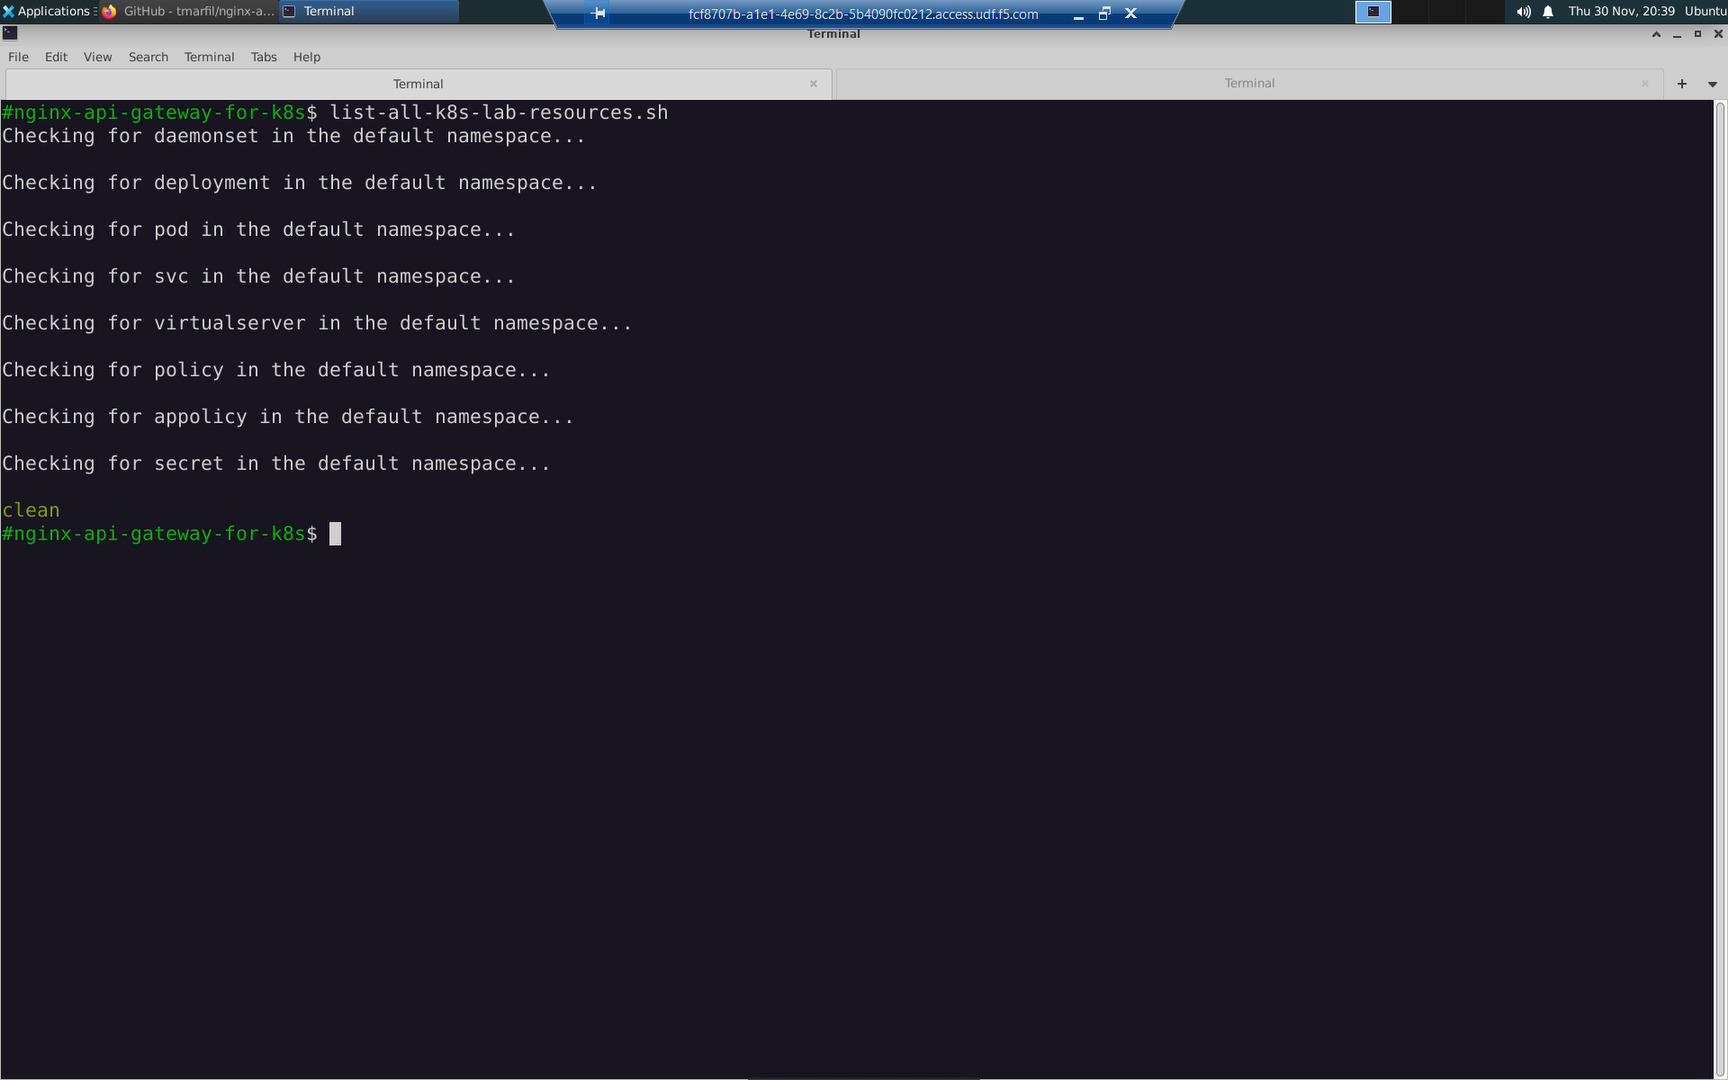 Applications
GitHub - tmarfil/nginx-a...
Terminal
fcf8707b-a1e1-4e69-8c2b-5b4090fc0212.access.udf.f5.com
Thu 30 Nov, 20:39
Ubuntu
Terminal
File Edit View Search Terminal Tabs Help
Terminal
Terminal
#nginx-api-gateway-for-k8s$ list-all-k8s-lab-resources.sh
Checking for daemonset in the default namespace...
Checking for deployment in the default namespace...
Checking for pod in the default namespace...
Checking for svc in the default namespace...
Checking for virtualserver in the default namespace...
Checking for policy in the default namespace...
Checking for appolicy in the default namespace...
Checking for secret in the default namespace...
clean
#nginx-api-gateway-for-k8s$